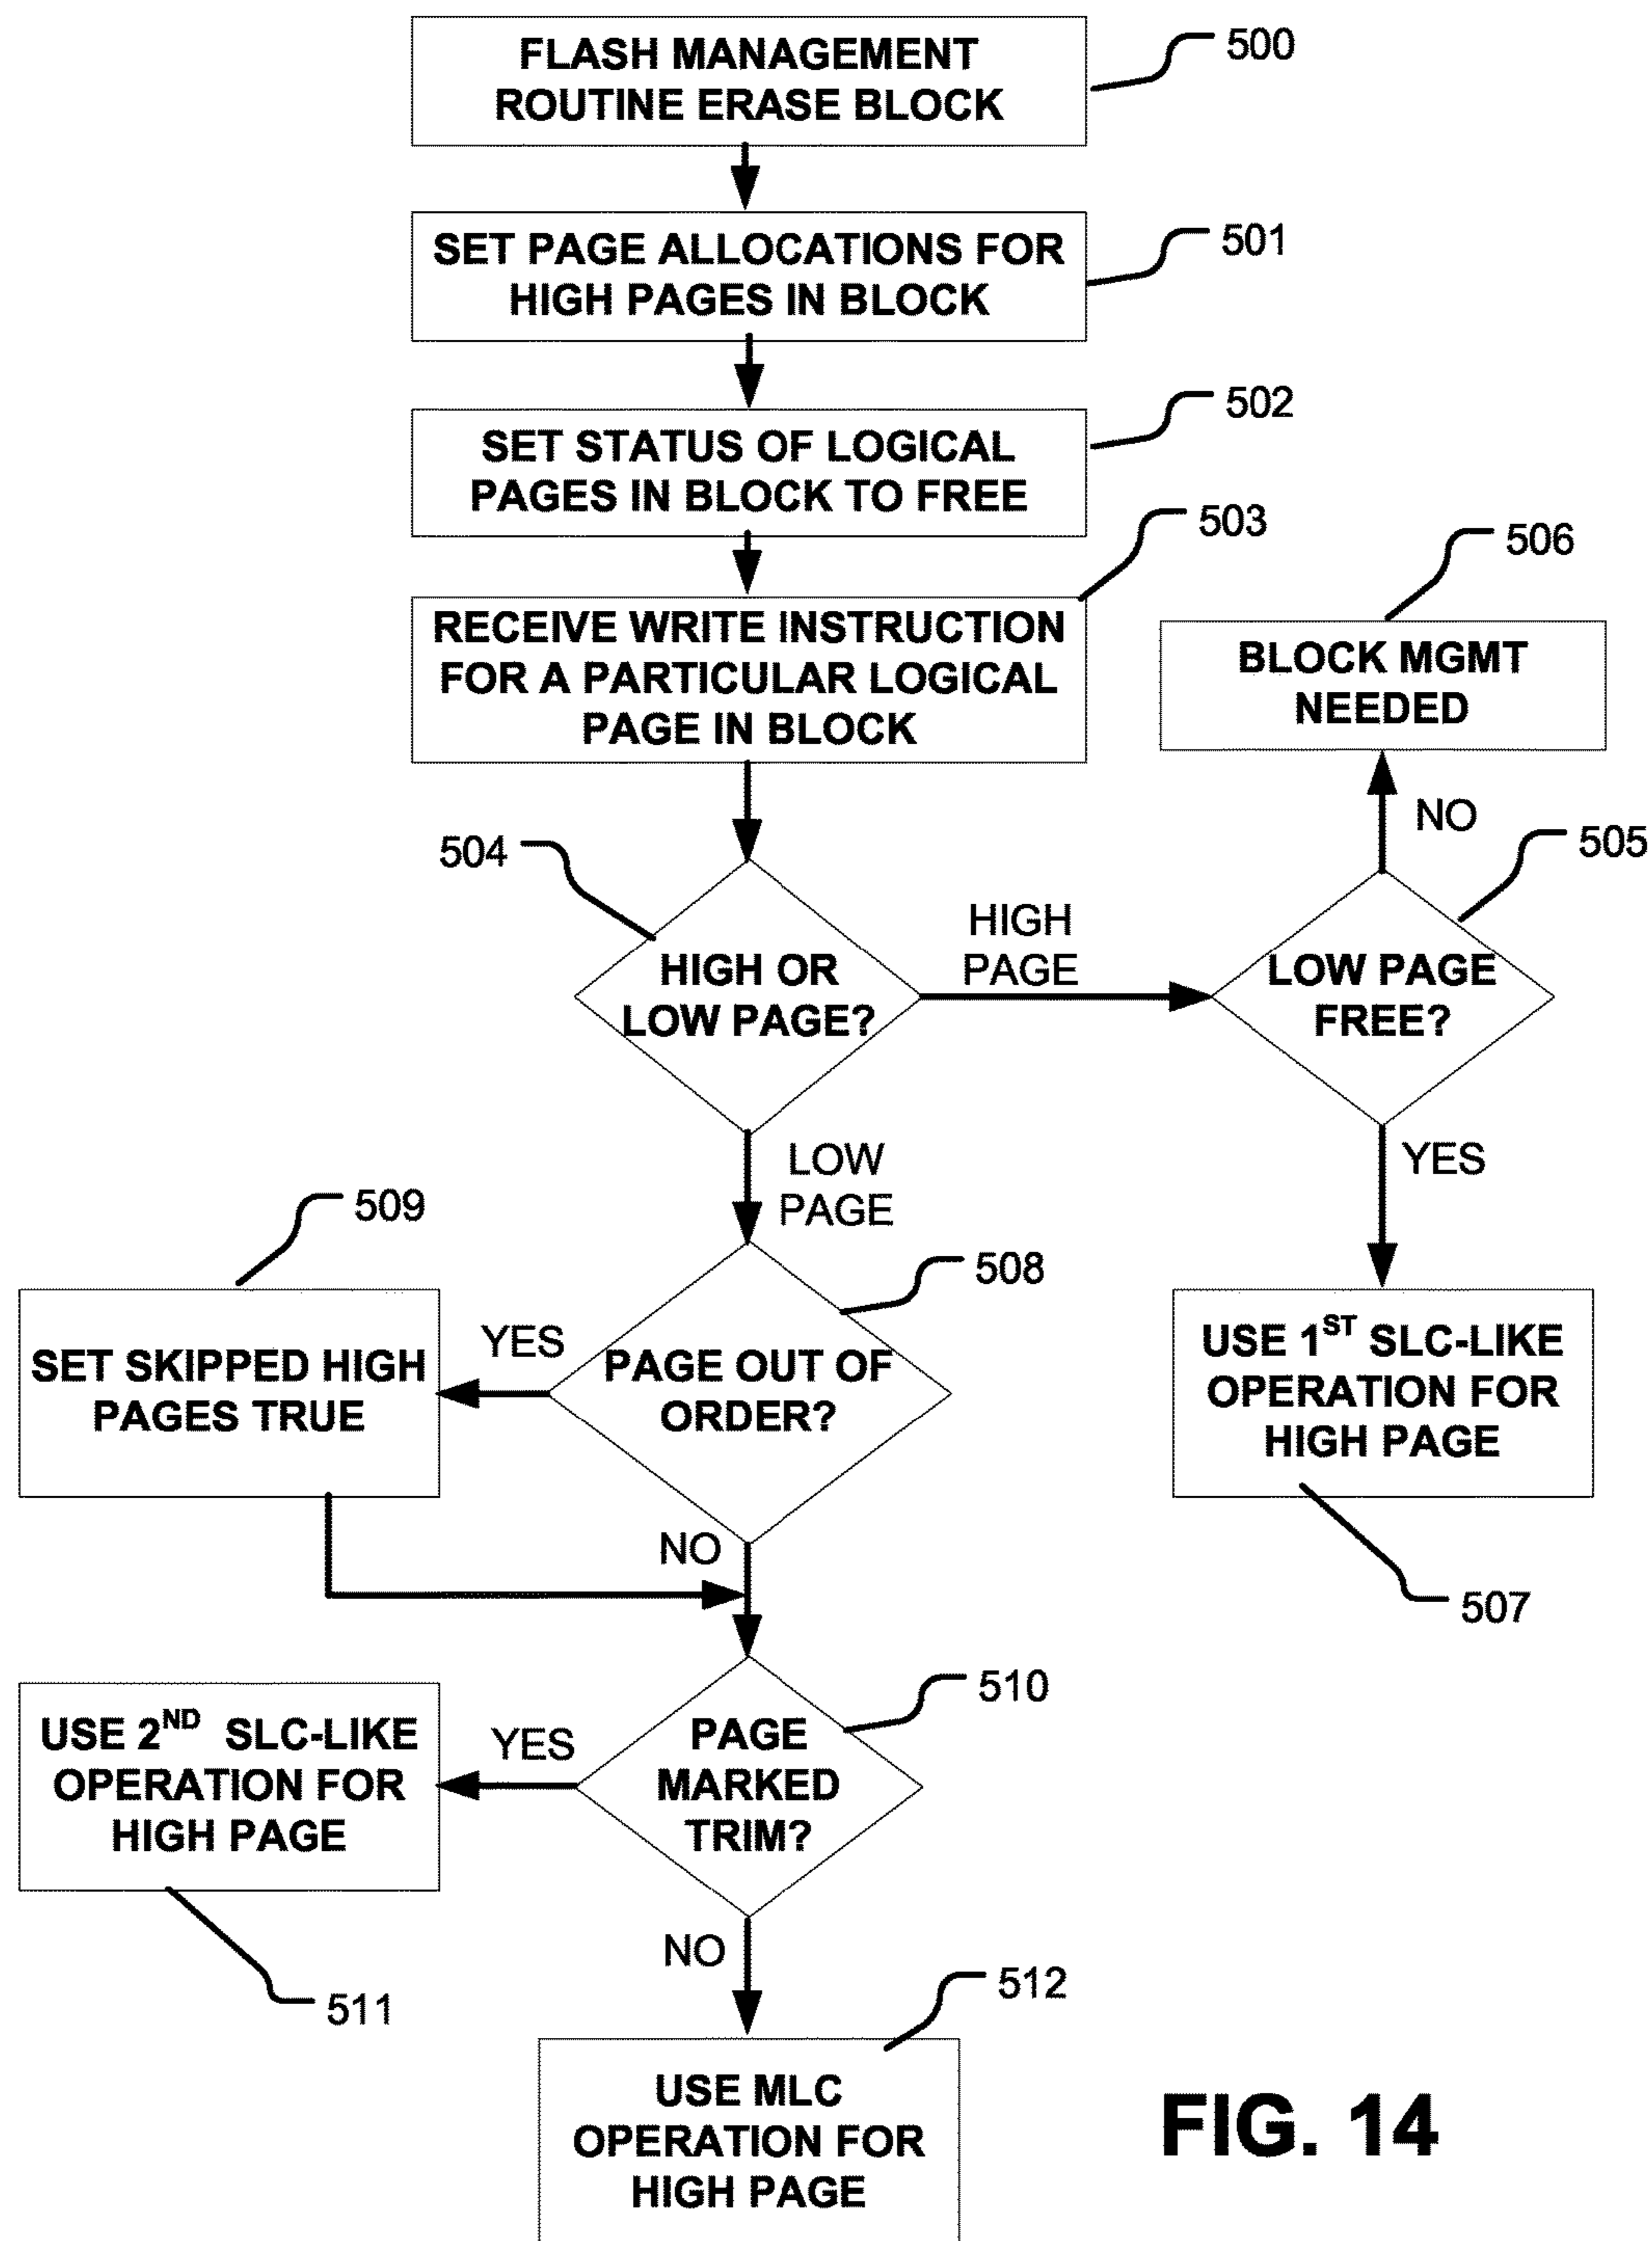 FLASH MANAGEMENT
ROUTINE ERASE BLOCK
500
SET PAGE ALLOCATIONS FOR
HIGH PAGES IN BLOCK
501
SET STATUS OF LOGICAL
PAGES IN BLOCK TO FREE
502
RECEIVE WRITE INSTRUCTION
FOR A PARTICULAR LOGICAL
PAGE IN BLOCK
503
506
BLOCK MGMT
NEEDED
NO
505
504
HIGH OR
LOW PAGE?
HIGH
PAGE
LOW PAGE
FREE?
YES
LOW
PAGE
509
508
SET SKIPPED HIGH
PAGES TRUE
YES
PAGE OUT OF
ORDER?
USE 1ST SLC-LIKE
OPERATION FOR
HIGH PAGE
NO
507
510
USE 2ND SLC-LIKE
OPERATION FOR
HIGH PAGE
YES
PAGE
MARKED
TRIM?
NO
511
512
USE MLC
OPERATION FOR
HIGH PAGE
FIG. 14